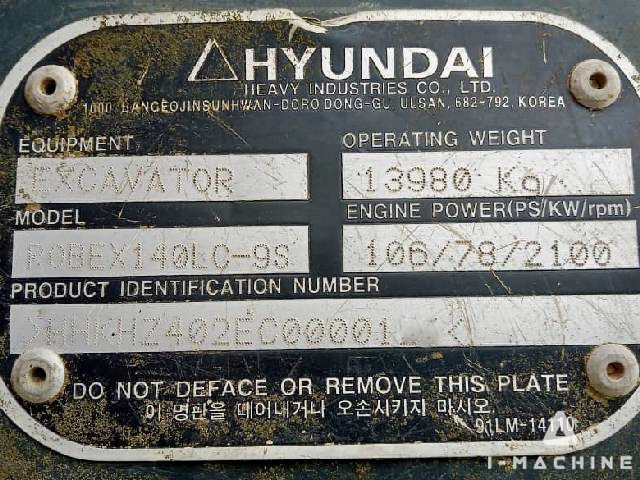 HYUNDAI
HEAVY INDUSTRIES CO., LTD.
1000, BANGEOJINSUNHWAN-DORO DONG-GU, ULSAN, 682-792, KOREA
EQUIPMENT
OPERATING WEIGHT
EXCAVATOR
13980 Kg
MODEL
ENGINE POWER(PS/KW/rpm)
ROBEX140LC-9S
106/78/2100
PRODUCT IDENTIFICATION NUMBER
DO NOT DEFACE OR REMOVE THIS PLATE
이 명판을 떼어내거나 오손시키지 마시오.
91LM-14110
I-MACHINE